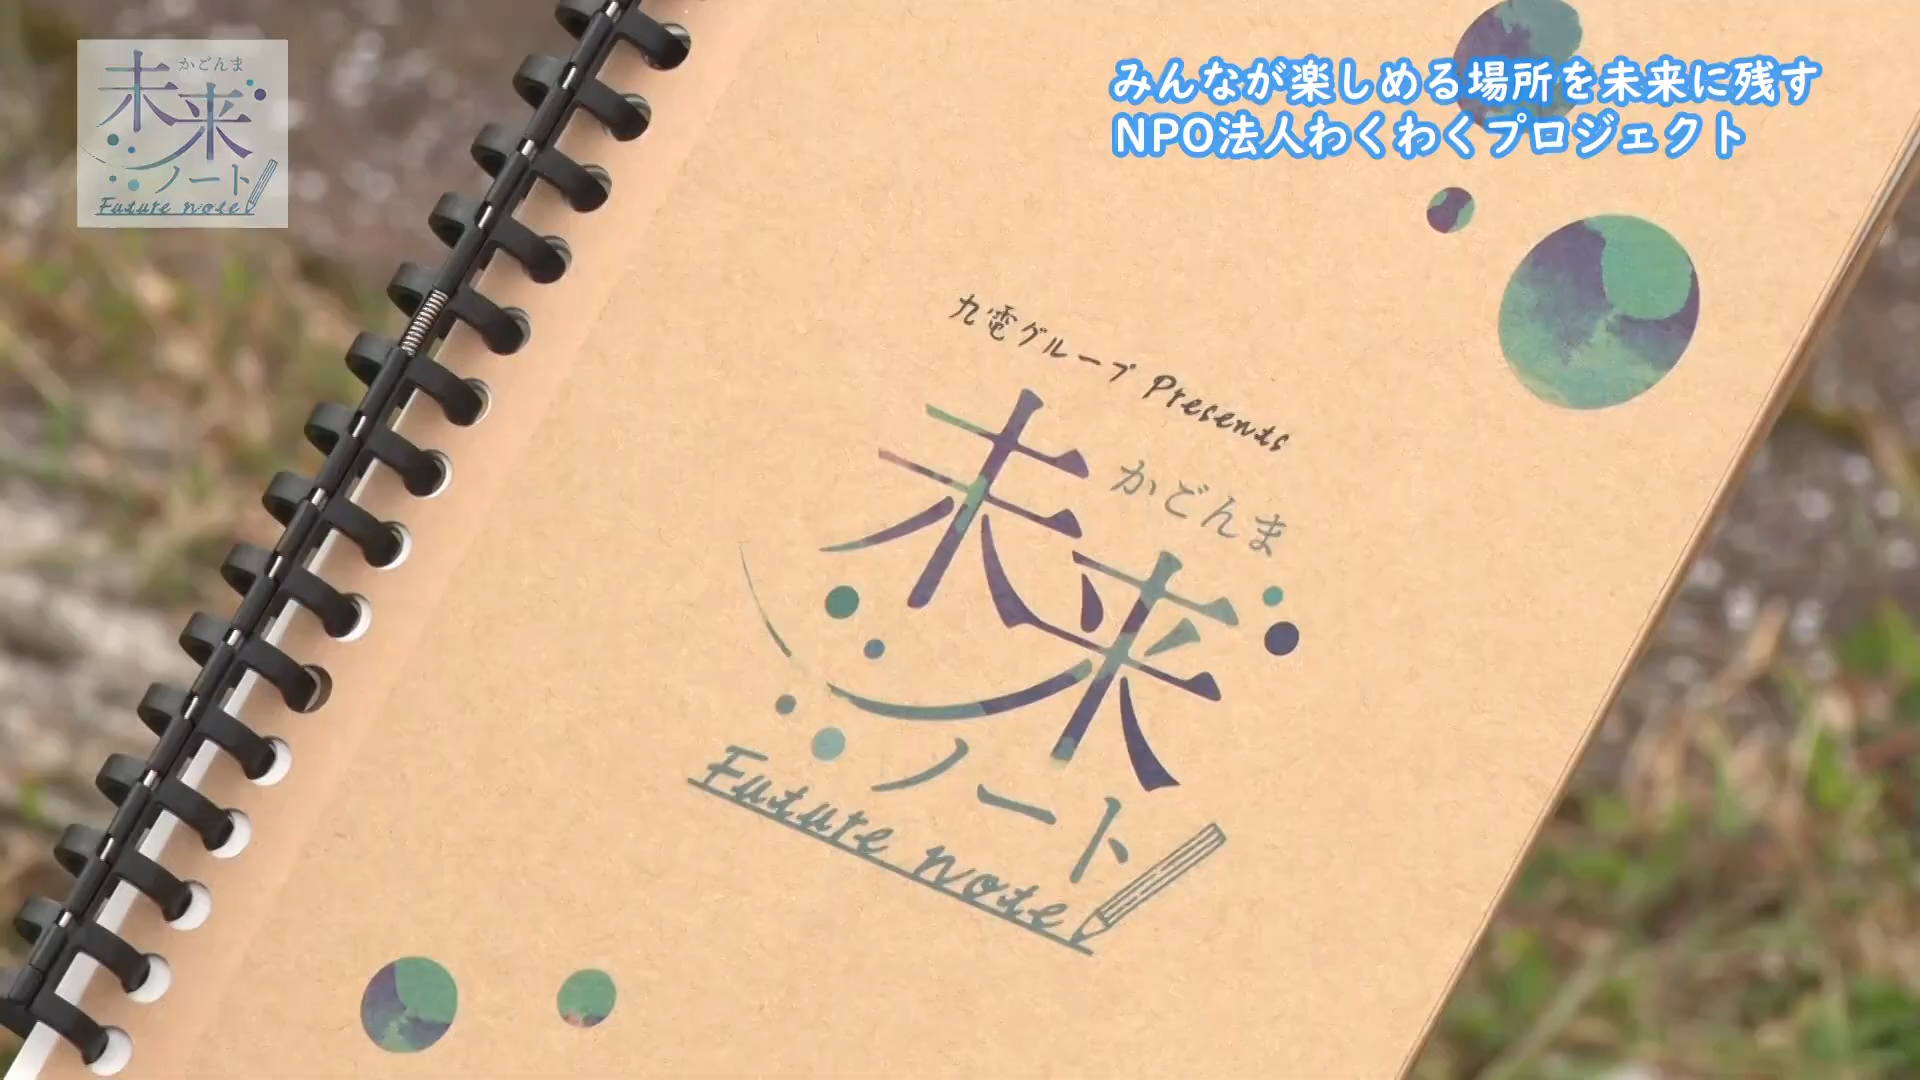 かどんま
未来
ノート
Future note
みんなが楽しめる場所を未来に残す
NPO法人わくわくプロジェクト
九電グループ Presents
かどんま
未来
ノート
Future note